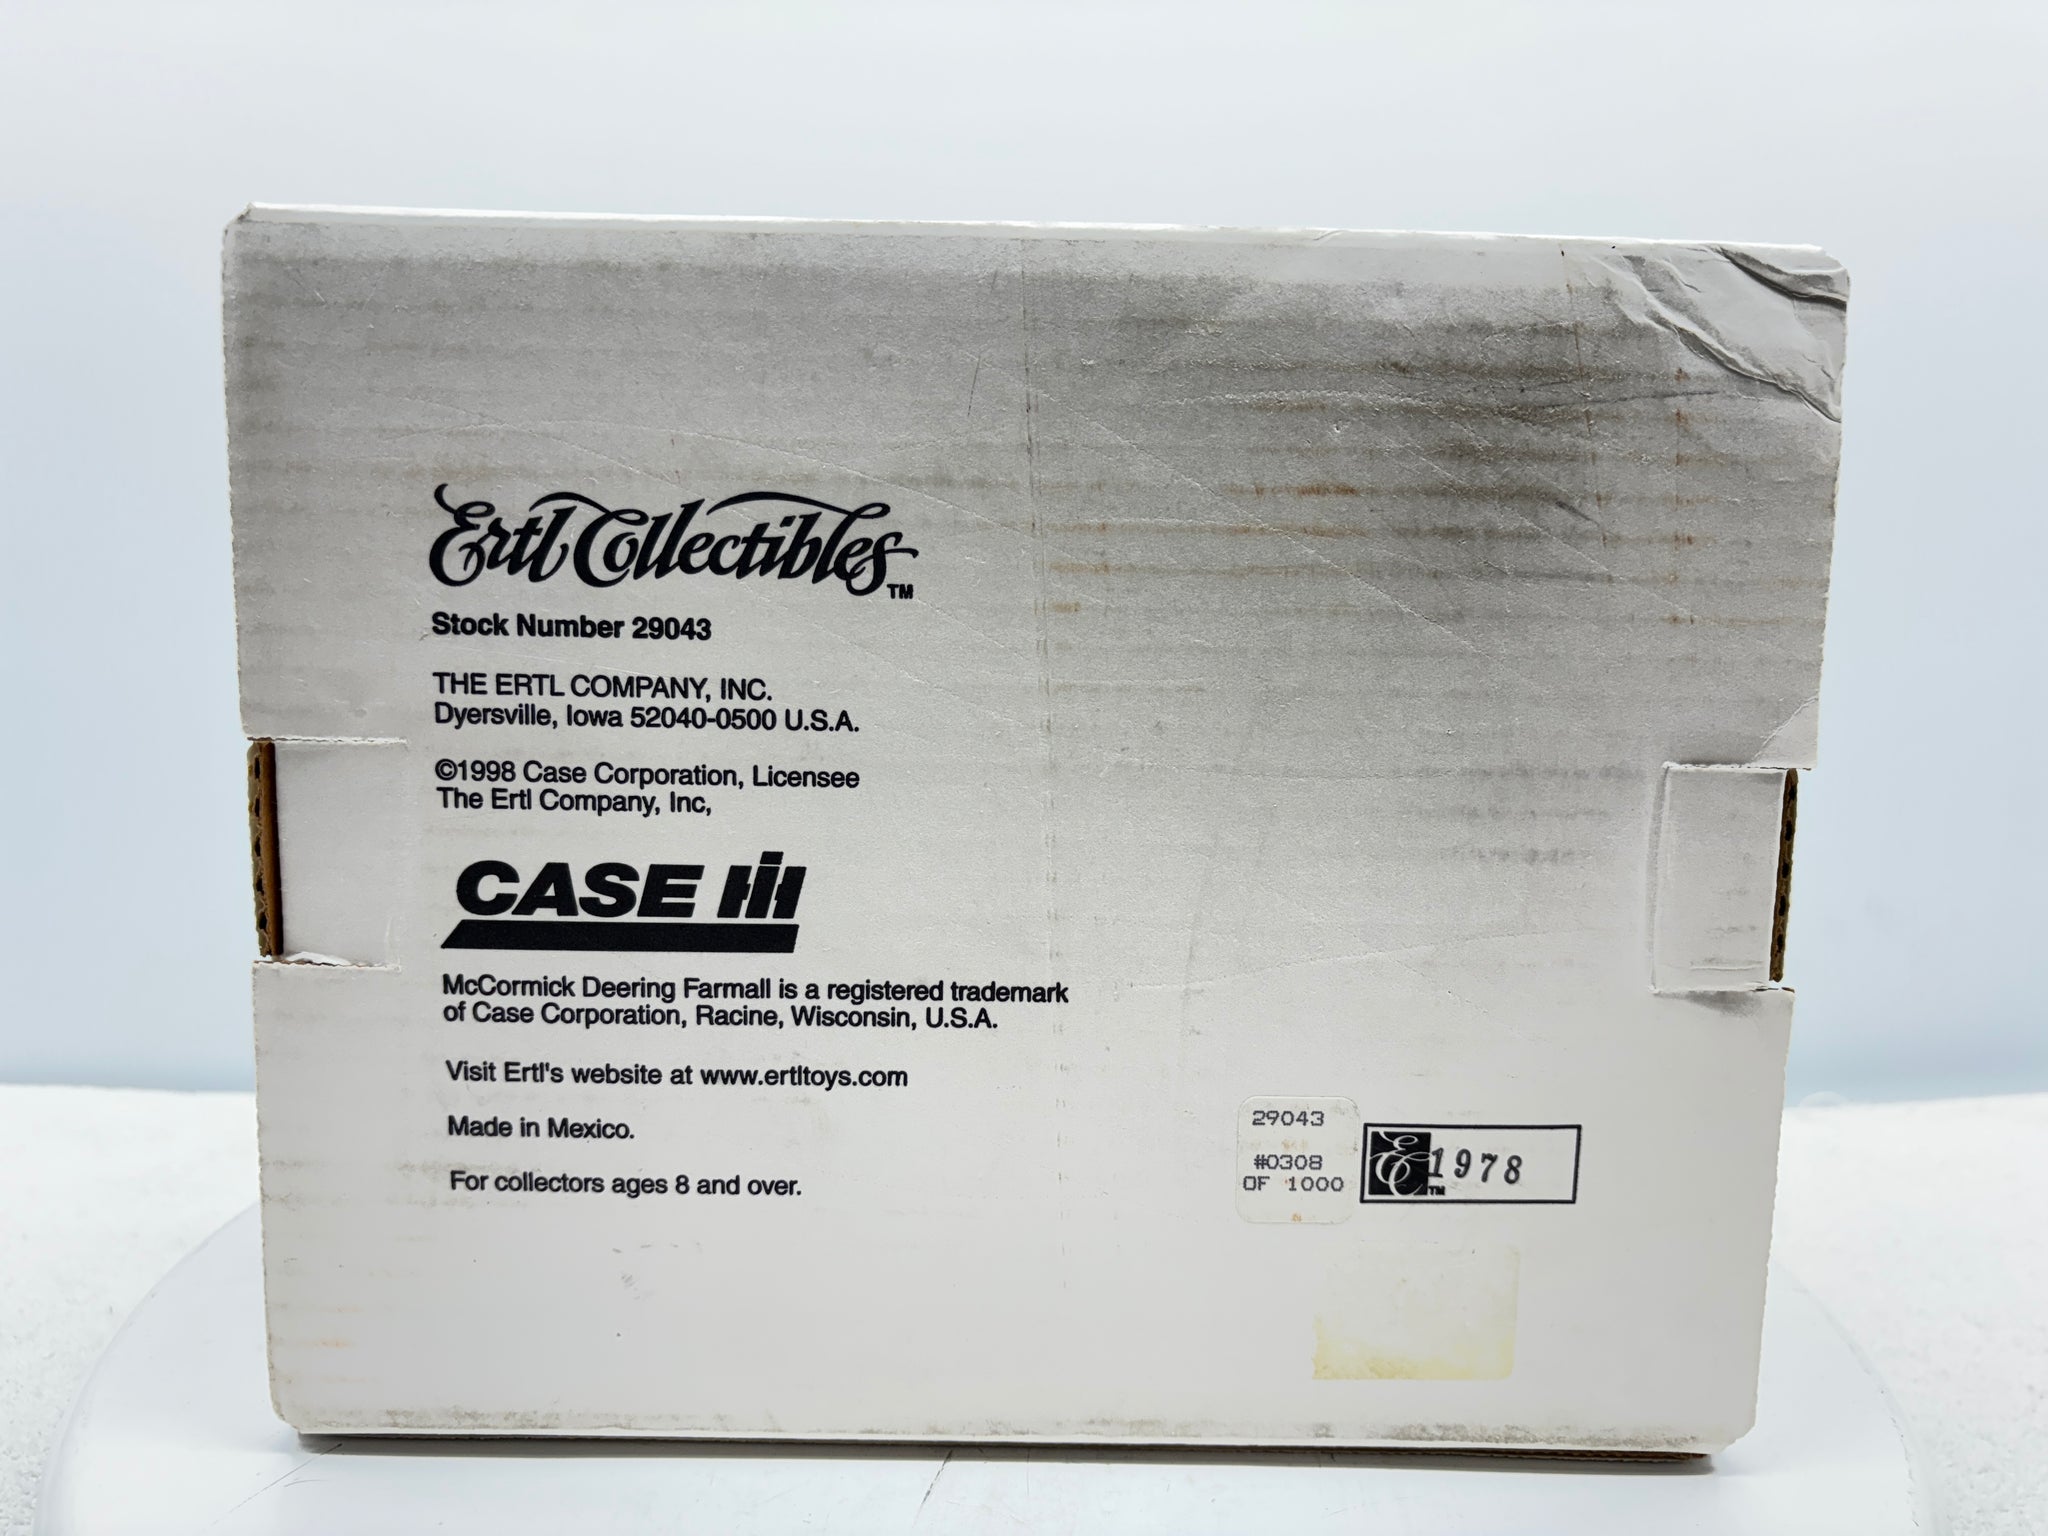 Ertl Collectibles™
Stock Number 29043
THE ERTL COMPANY, INC.
Dyersville, Iowa 52040-0500 U.S.A.
©1998 Case Corporation, Licensee
The Ertl Company, Inc,
CASE IH
McCormick Deering Farmall is a registered trademark
of Case Corporation, Racine, Wisconsin, U.S.A.
Visit Ertl's website at www.ertltoys.com
Made in Mexico.
For collectors ages 8 and over.
29043
#0308
OF 1000
EC™ 1978